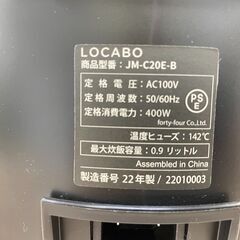 LOCABO
商品型番：JM-C20E-B
定格電圧：AC100V
定格周波数：50/60Hz
定格消費電力：400W
PSE
forty-four Co.,Ltd.
温度ヒューズ：142℃
最大炊飯容量：0.9 リットル
Assembled in China
製造番号 22年製 / 22010003